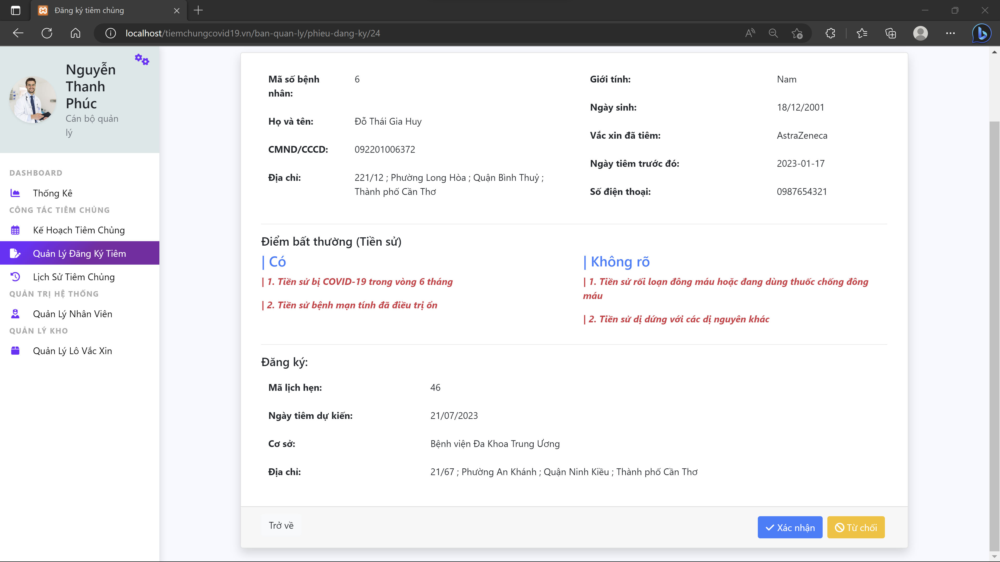 Đăng ký tiêm chủng
localhost/tiemchungcovid19.vn/ban-quan-ly/phieu-dang-ky/24
Nguyễn
Thanh
Phúc
Cán bộ quản
lý
DASHBOARD
Thống Kê
CÔNG TÁC TIÊM CHỦNG
Kế Hoạch Tiêm Chủng
Quản Lý Đăng Ký Tiêm
Lịch Sử Tiêm Chủng
QUẢN TRỊ HỆ THỐNG
Quản Lý Nhân Viên
QUẢN LÝ KHO
Quản Lý Lô Vắc Xin
Mã số bệnh nhân: 6
Họ và tên: Đỗ Thái Gia Huy
CMND/CCCD: 092201006372
Địa chỉ: 221/12 ; Phường Long Hòa ; Quận Bình Thuỷ ;
Thành phố Cần Thơ
Giới tính: Nam
Ngày sinh: 18/12/2001
Vắc xin đã tiêm: AstraZeneca
Ngày tiêm trước đó: 2023-01-17
Số điện thoại: 0987654321
Điểm bất thường (Tiền sử)
| Có
| 1. Tiền sử bị COVID-19 trong vòng 6 tháng
| 2. Tiền sử bệnh mạn tính đã điều trị ổn
| Không rõ
| 1. Tiền sử rối loạn đông máu hoặc đang dùng thuốc chống đông
máu
| 2. Tiền sử dị dứng với các dị nguyên khác
Đăng ký:
Mã lịch hẹn: 46
Ngày tiêm dự kiến: 21/07/2023
Cơ sở: Bệnh viện Đa Khoa Trung Ương
Địa chỉ: 21/67 ; Phường An Khánh ; Quận Ninh Kiều ; Thành phố Cần Thơ
Trở về
Xác nhận
Từ chối